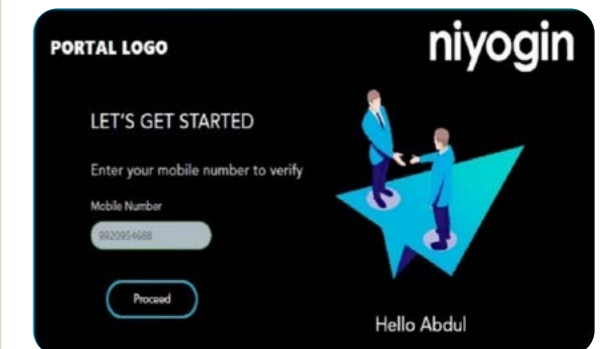 PORTAL LOGO
niyogin
LET'S GET STARTED
Enter your mobile number to verify
Mobile Number
9920954688
Proceed
Hello Abdul